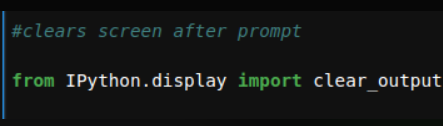 #clears screen after prompt
from IPython.display import clear_output